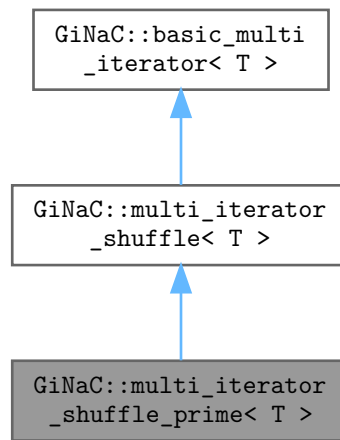 GiNaC::basic_multi
_iterator< T >
GiNaC::multi_iterator
_shuffle< T >
GiNaC::multi_iterator
_shuffle_prime< T >